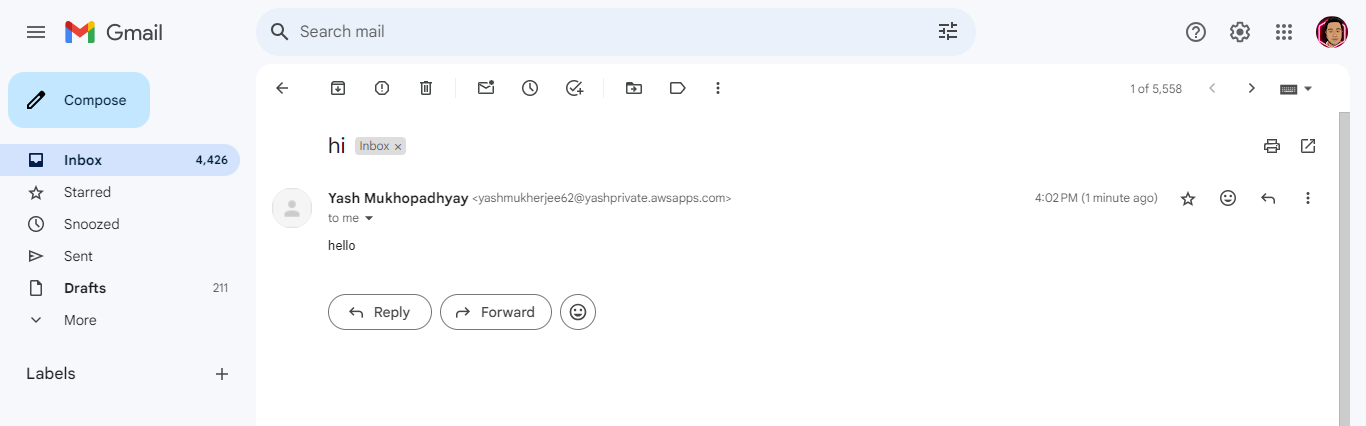 Gmail
Search mail
Compose
1 of 5,558
hi Inbox ×
Inbox 4,426
Starred
Yash Mukhopadhyay <yashmukherjee62@yashprivate.awsapps.com> 4:02 PM (1 minute ago)
to me
Snoozed
hello
Sent
Drafts 211
More
Reply Forward
Labels